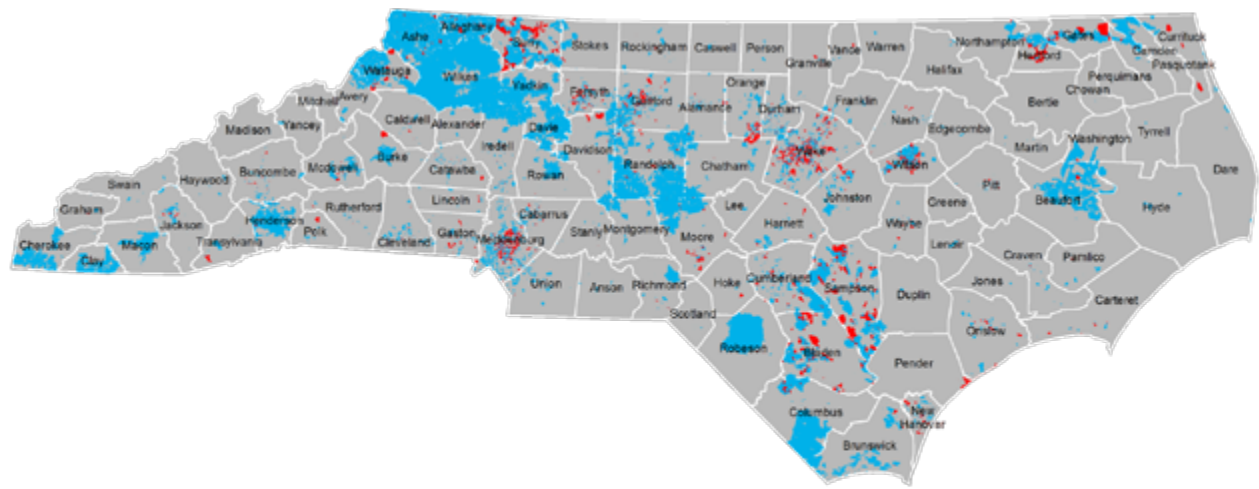 Ashe
Alleghany
Surry
Stokes
Rockingham
Caswell
Person
Granville
Vance
Warren
Northampton
Hertford
Gates
Camden
Currituck
Pasquotank
Perquimans
Chowan
Halifax
Bertie
Watauga
Wilkes
Yadkin
Forsyth
Guilford
Alamance
Orange
Durham
Franklin
Nash
Edgecombe
Martin
Washington
Tyrrell
Dare
Mitchell
Avery
Madison
Yancey
Caldwell
Alexander
Iredell
Davie
Davidson
Randolph
Chatham
Wake
Wilson
Pitt
Beaufort
Hyde
Swain
Haywood
Buncombe
Mcdowell
Burke
Catawba
Rowan
Graham
Jackson
Henderson
Rutherford
Lincoln
Cabarrus
Lee
Johnston
Greene
Cherokee
Clay
Macon
Transylvania
Polk
Cleveland
Gaston
Mecklenburg
Stanly
Montgomery
Moore
Harnett
Wayne
Lenoir
Craven
Pamlico
Union
Anson
Richmond
Hoke
Cumberland
Sampson
Duplin
Jones
Carteret
Scotland
Robeson
Bladen
Onslow
Pender
Columbus
New
Hanover
Brunswick